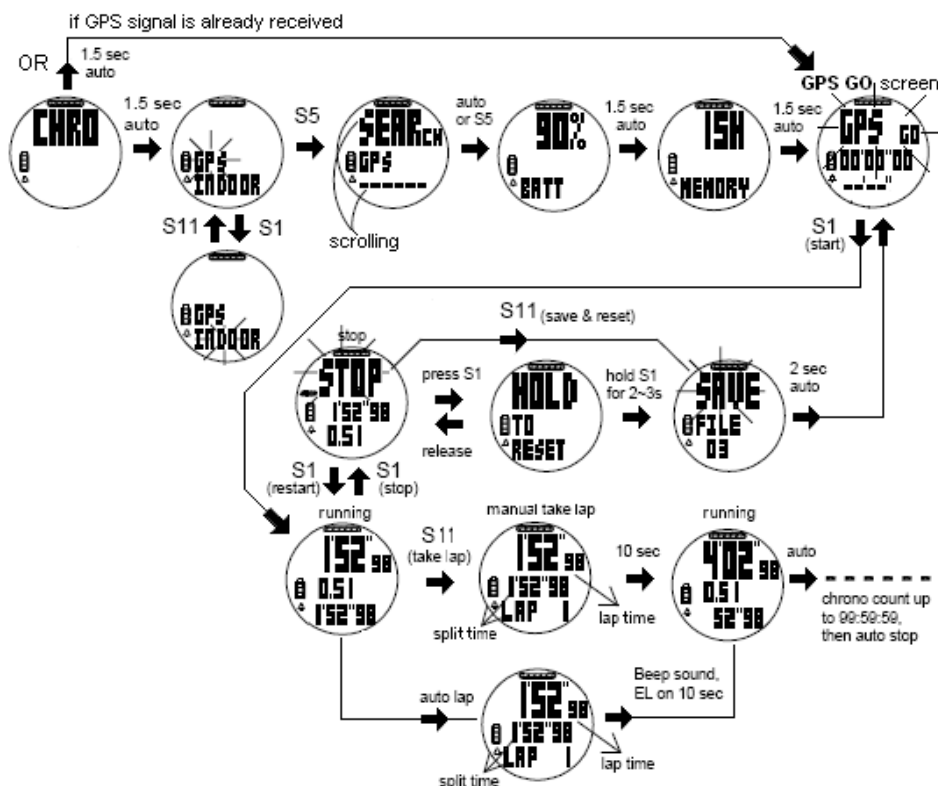 if GPS signal is already received
OR
1.5 sec
auto
CHRO
1.5 sec
auto
GPS
INDOOR
S5
SEARCH
GPS
------
scrolling
auto
or S5
90%
BATT
1.5 sec
auto
15H
MEMORY
1.5 sec
auto
GPS GO screen
GPS GO
00'00"00
S11
S1
GPS
INDOOR
S1
(start)
S11 (save & reset)
stop
STOP
1'52"98
0.51
press S1
release
HOLD
TO
RESET
hold S1
for 2~3s
SAVE
FILE
03
2 sec
auto
S1
(restart)
S1
(stop)
running
1'52"98
0.51
1'52"98
S11
(take lap)
manual take lap
1'52"98
1'52"98
LAP 1
split time
lap time
10 sec
running
4'02"98
0.51
52"98
auto
chrono count up
to 99:59:59,
then auto stop
auto lap
1'52"98
1'52"98
LAP 1
split time
lap time
Beep sound,
EL on 10 sec